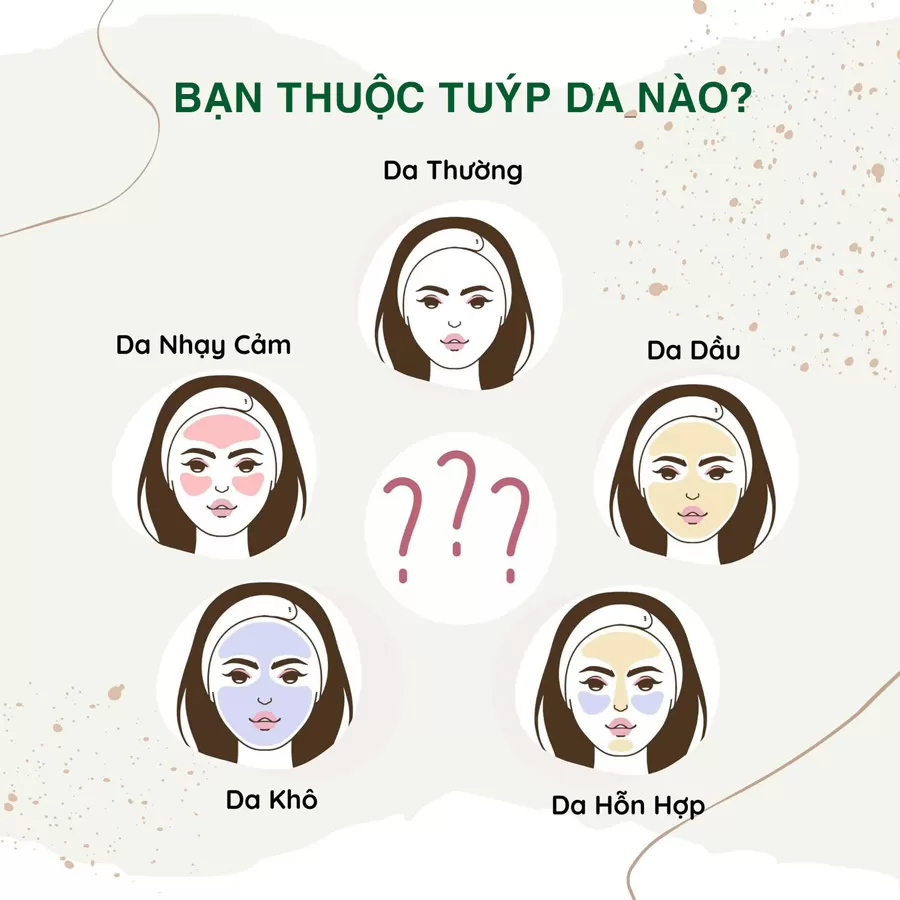 BẠN THUỘC TUÝP DA NÀO?
Da Thường
Da Nhạy Cảm
Da Dầu
???
Da Khô
Da Hỗn Hợp